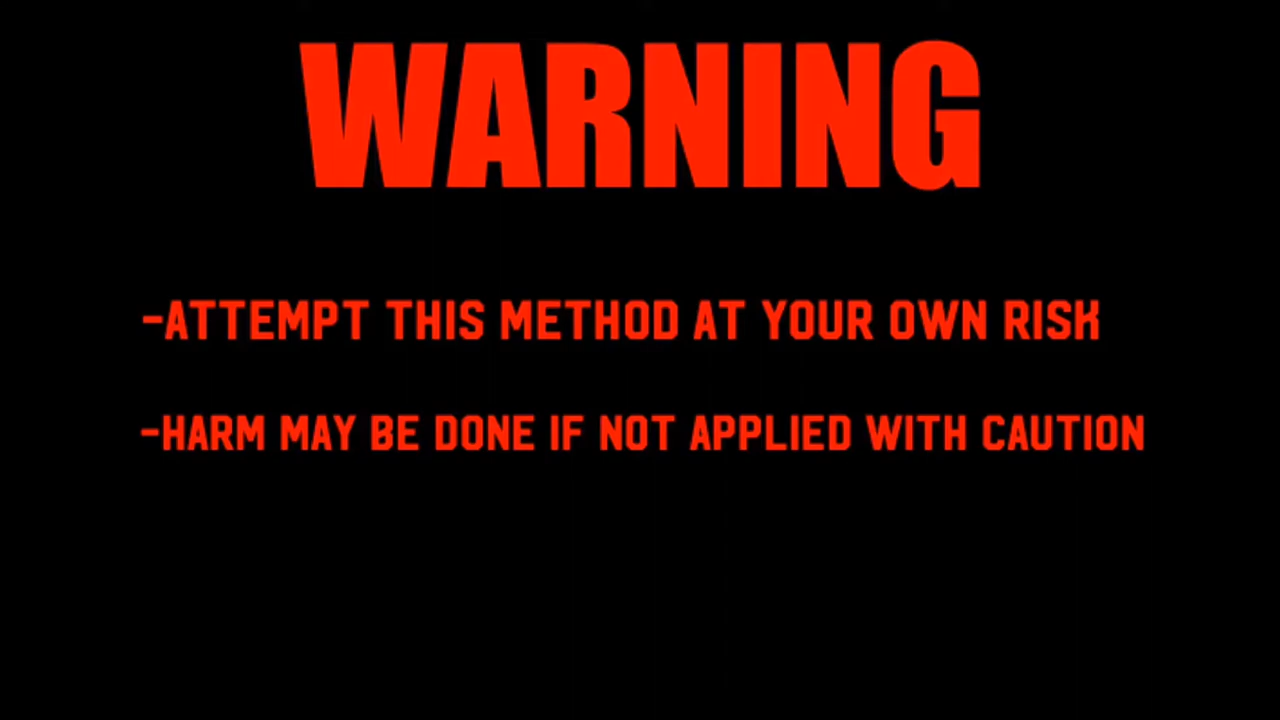 WARNING
-ATTEMPT THIS METHOD AT YOUR OWN RISK
-HARM MAY BE DONE IF NOT APPLIED WITH CAUTION